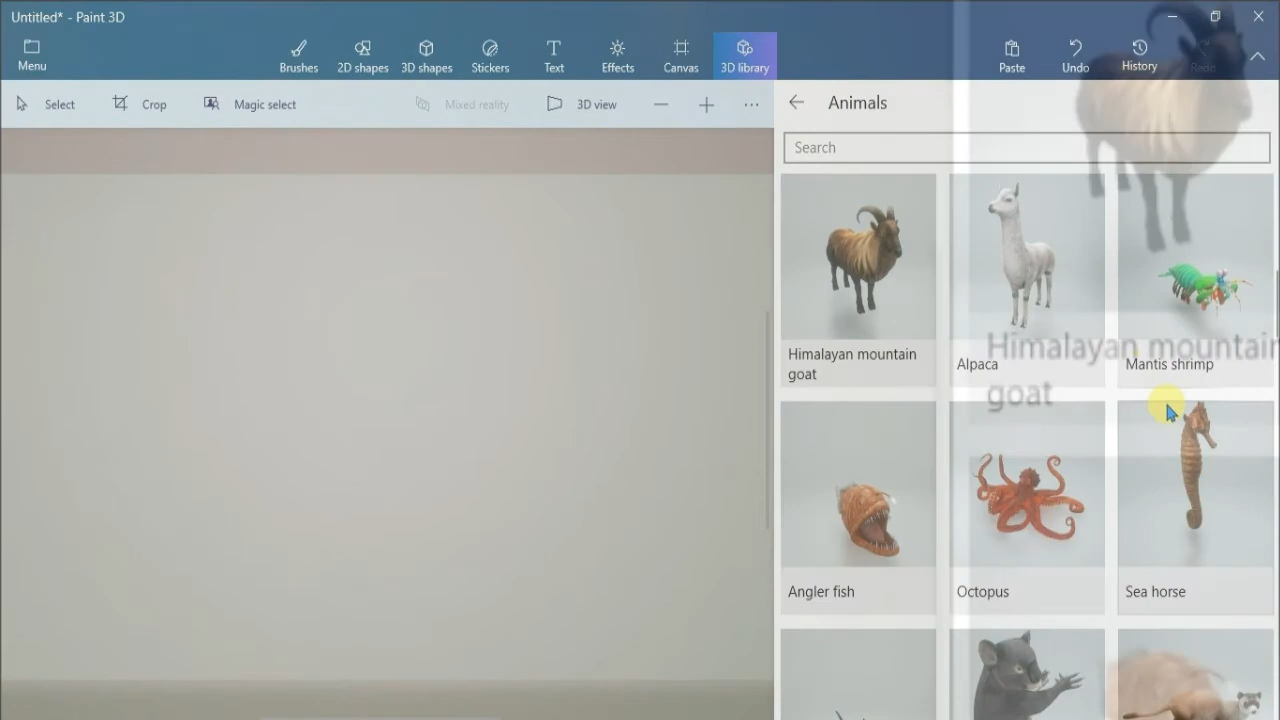 Untitled* - Paint 3D
Menu
Brushes
2D shapes
3D shapes
Stickers
Text
Effects
Canvas
3D library
Paste
Undo
History
Redo
Select
Crop
Magic select
Mixed reality
3D view
Animals
Search
Himalayan mountain
goat
Alpaca
Mantis shrimp
Himalayan mountain
goat
Angler fish
Octopus
Sea horse